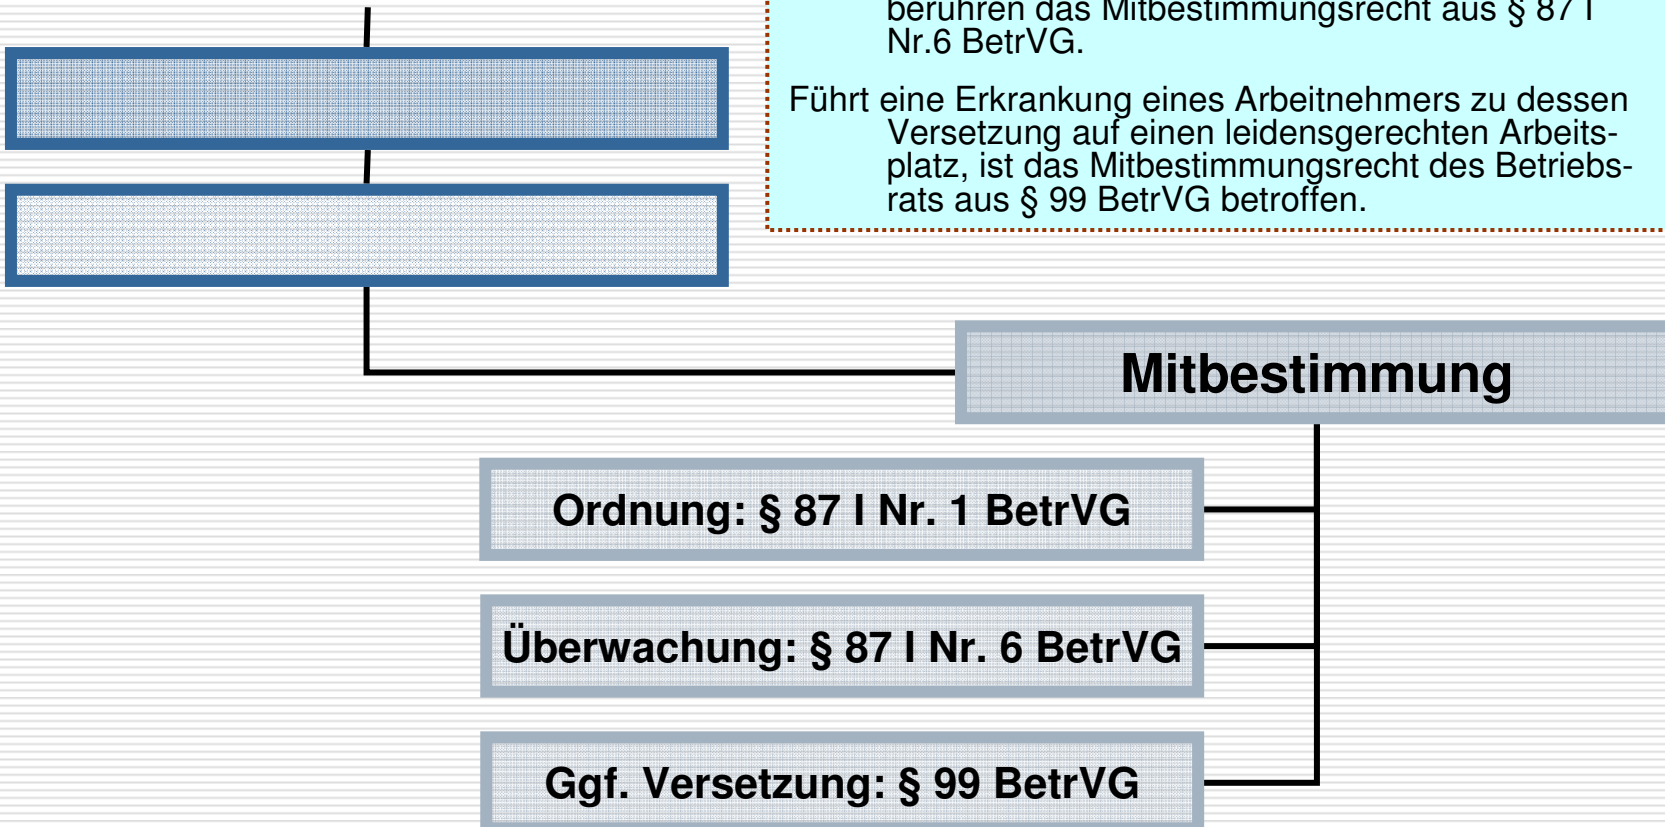 berühren das Mitbestimmungsrecht aus § 87 I
Nr.6 BetrVG.
Führt eine Erkrankung eines Arbeitnehmers zu dessen
Versetzung auf einen leidensgerechten Arbeits-
platz, ist das Mitbestimmungsrecht des Betriebs-
rats aus § 99 BetrVG betroffen.
Mitbestimmung
Ordnung: § 87 I Nr. 1 BetrVG
Überwachung: § 87 I Nr. 6 BetrVG
Ggf. Versetzung: § 99 BetrVG